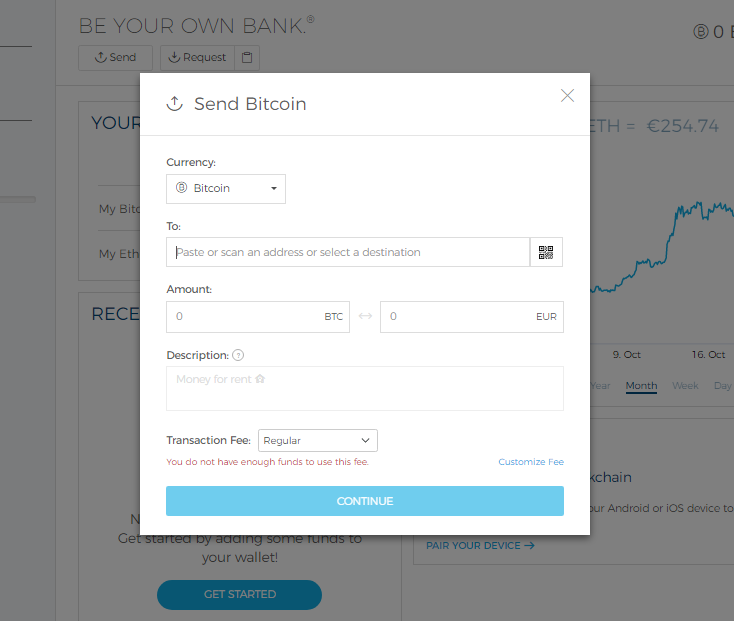 BE YOUR OWN BANK.®
0
Send
Request
Send Bitcoin
YOUR
ETH = €254.74
Currency:
Bitcoin
My Bitc
To:
Paste or scan an address or select a destination
My Eth
Amount:
RECE
0 BTC
0 EUR
9. Oct
16. Oct
Description: ?
Year
Month
Week
Day
Money for rent
Transaction Fee:
Regular
You do not have enough funds to use this fee.
Customize Fee
kchain
CONTINUE
our Android or iOS device to
N
Get started by adding some funds to
your wallet!
PAIR YOUR DEVICE →
GET STARTED